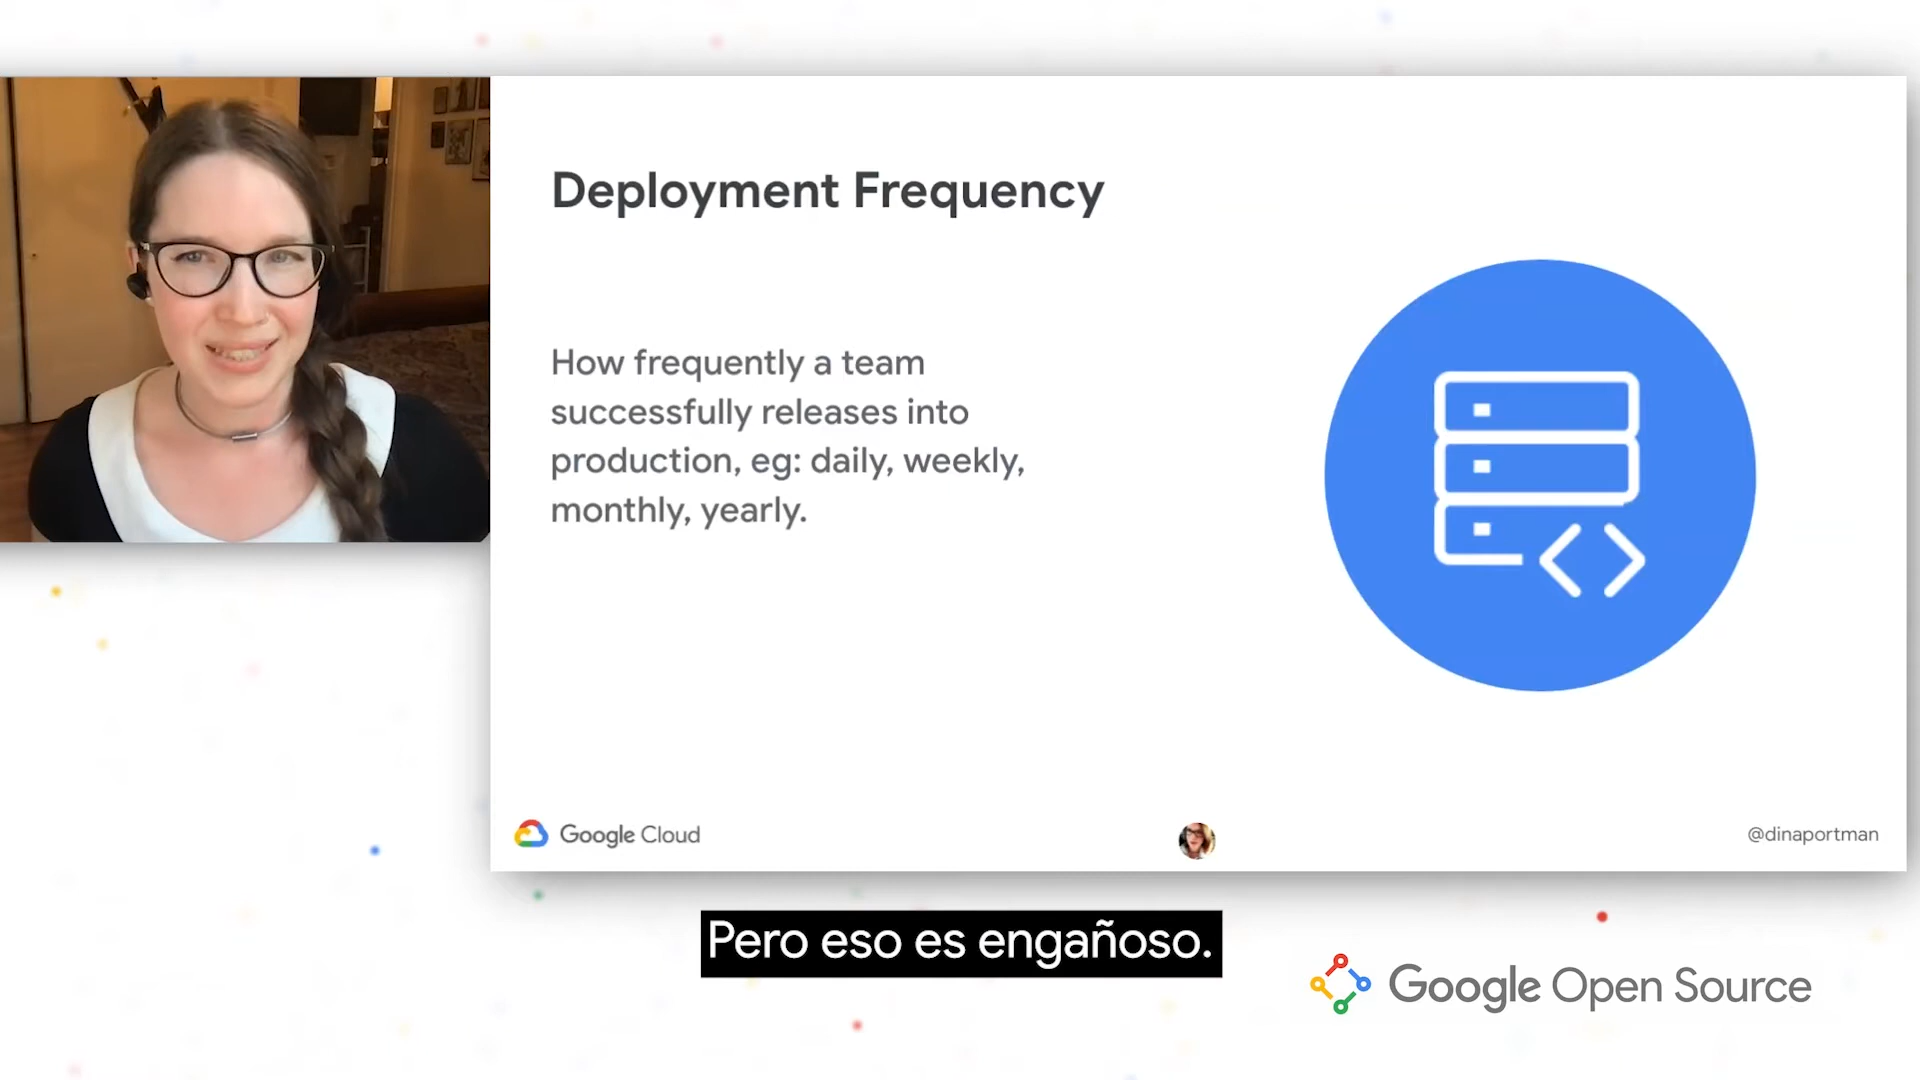 Deployment Frequency
How frequently a team
successfully releases into
production, eg: daily, weekly,
monthly, yearly.
Google Cloud
@dinaportman
Pero eso es engañoso.
Google Open Source